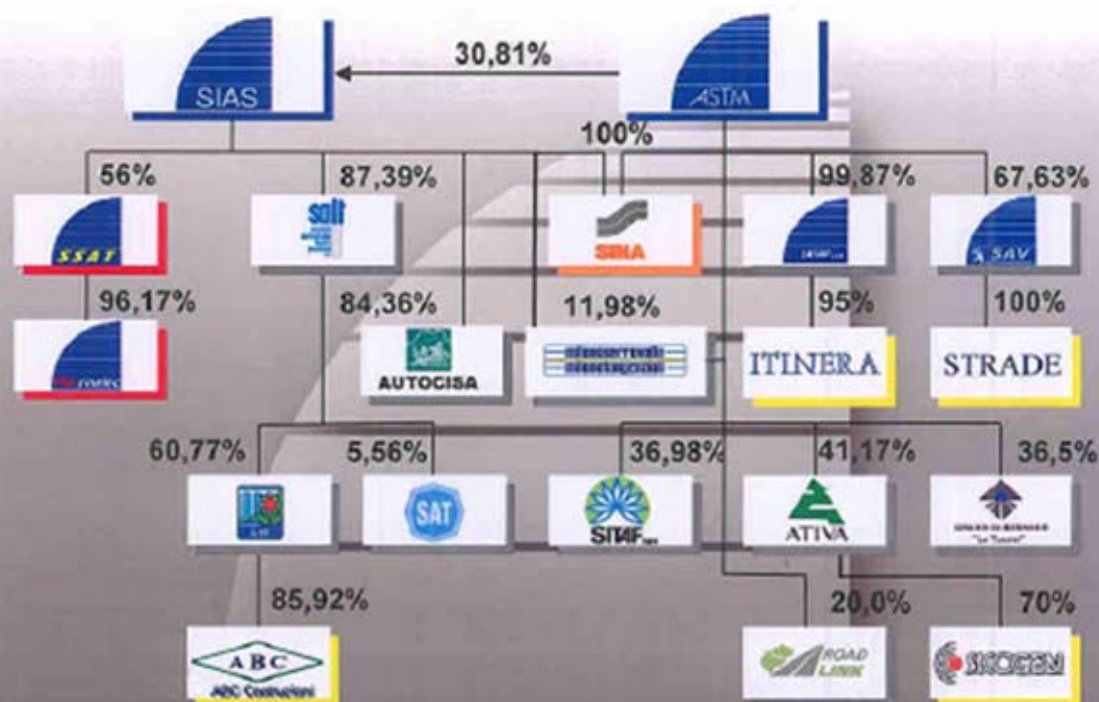 30,81%
SIAS
ASTM
100%
56%
87,39%
99,87%
67,63%
SSAT
salt
SINA
SAV
96,17%
84,36%
11,98%
95%
100%
AUTOCISA
ITINERA
STRADE
60,77%
5,56%
36,98%
41,17%
36,5%
SAT
SITAF
ATIVA
85,92%
20,0%
70%
ABC
ABC Costruzioni
ROAD
LINK